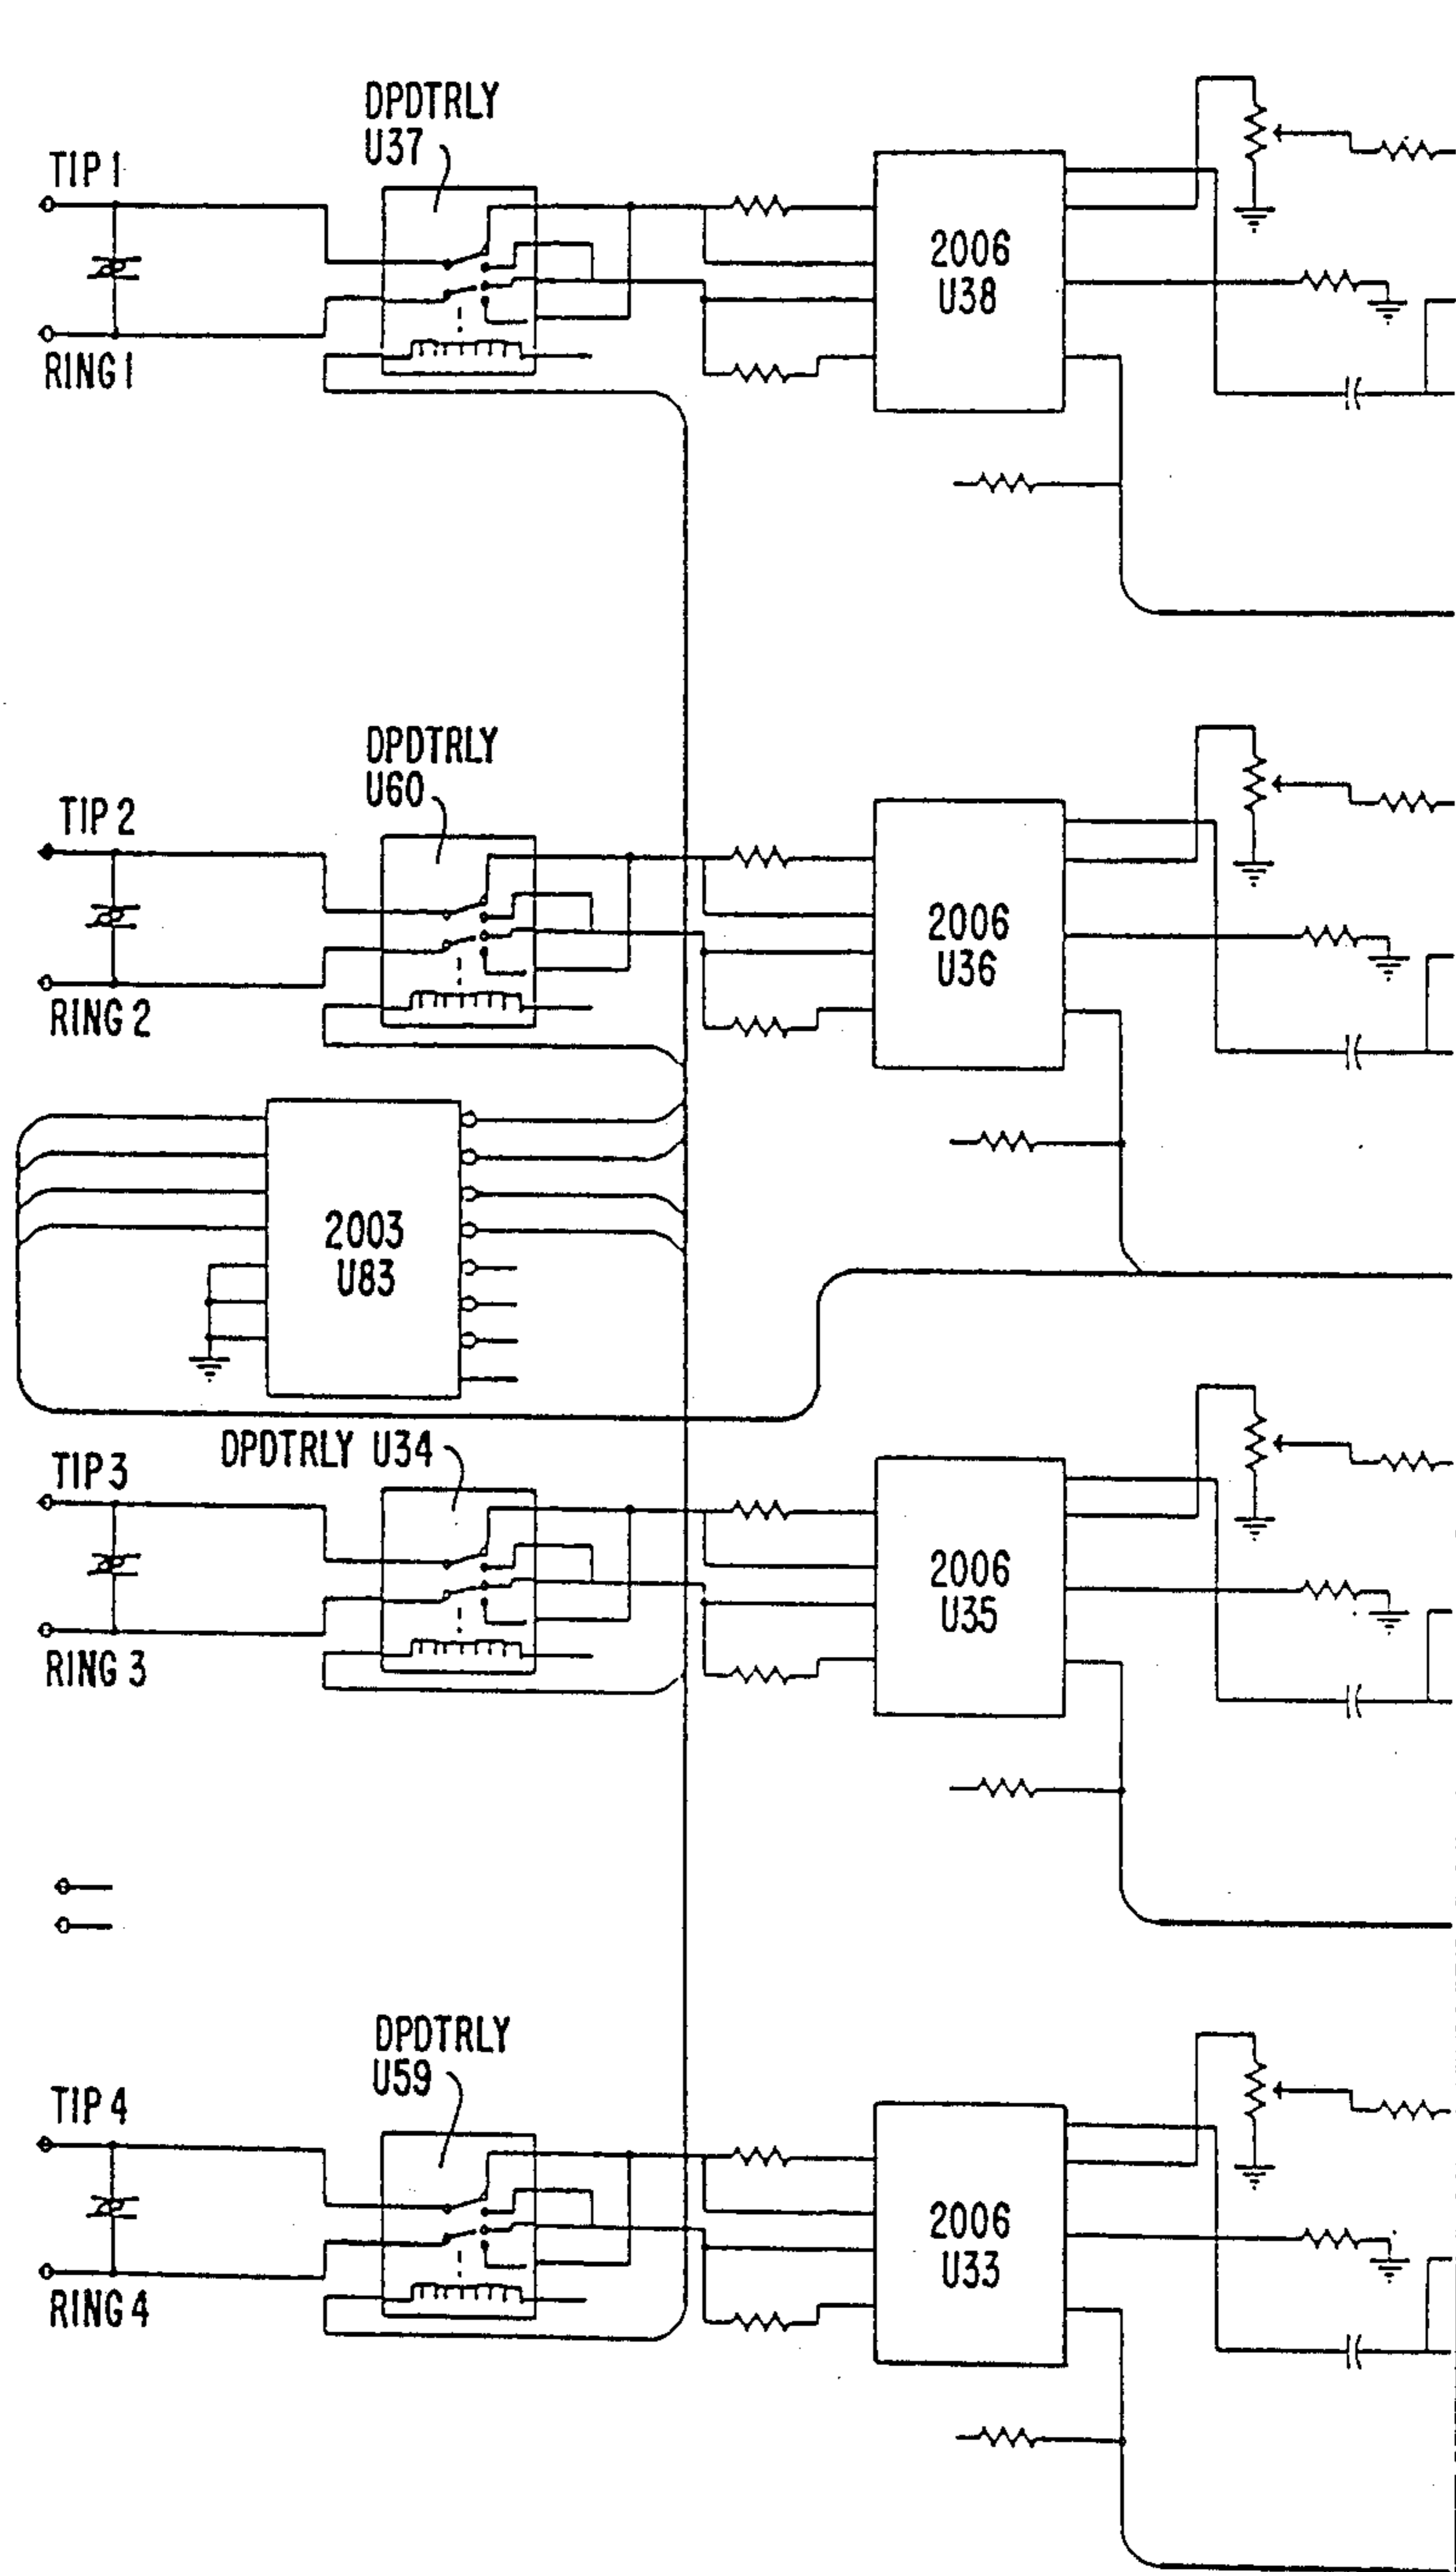 DPDTRLY
U37
TIP 1
RING 1
2006
U38
DPDTRLY
U60
TIP 2
RING 2
2006
U36
2003
U83
DPDTRLY U34
TIP 3
RING 3
2006
U35
DPDTRLY
U59
TIP 4
RING 4
2006
U33